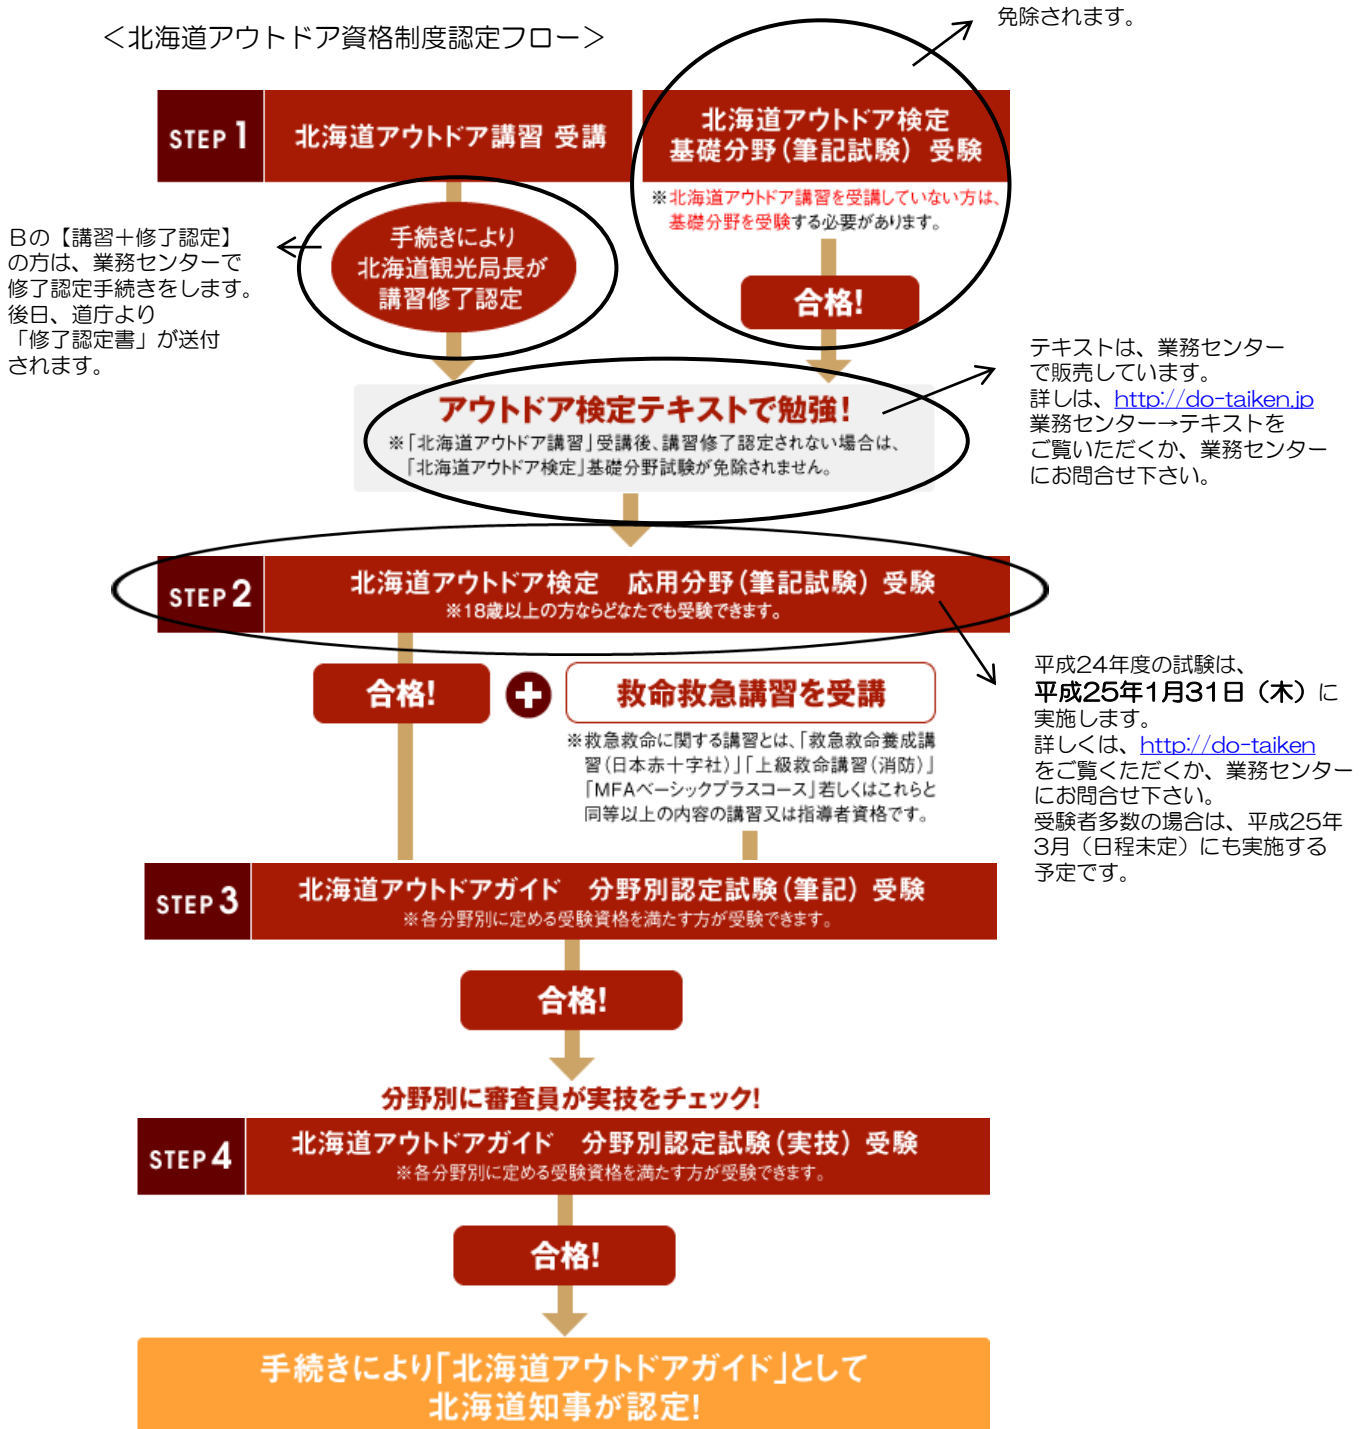 免除されます。
＜北海道アウトドア資格制度認定フロー＞
STEP 1
北海道アウトドア講習 受講
北海道アウトドア検定
基礎分野（筆記試験） 受験
※北海道アウトドア講習を受講していない方は、
基礎分野を受験する必要があります。
手続きにより
北海道観光局長が
講習修了認定
Ｂの【講習＋修了認定】
の方は、業務センターで
修了認定手続きをします。
後日、道庁より
「修了認定書」が送付
されます。
合格!
アウトドア検定テキストで勉強!
※「北海道アウトドア講習」受講後、講習修了認定されない場合は、
「北海道アウトドア検定」基礎分野試験が免除されません。
テキストは、業務センター
で販売しています。
詳しは、http://do-taiken.jp
業務センター→テキストを
ご覧いただくか、業務センター
にお問合せ下さい。
STEP 2
北海道アウトドア検定　応用分野（筆記試験） 受験
※18歳以上の方ならどなたでも受験できます。
合格!
救命救急講習を受講
※救急救命に関する講習とは、「救急救命養成講
習（日本赤十字社）」「上級救命講習（消防）」
「MFAベーシックプラスコース」若しくはこれらと
同等以上の内容の講習又は指導者資格です。
平成24年度の試験は、
平成25年1月31日（木）に
実施します。
詳しくは、http://do-taiken
をご覧くただくか、業務センター
にお問合せ下さい。
受験者多数の場合は、平成25年
3月（日程未定）にも実施する
予定です。
STEP 3
北海道アウトドアガイド　分野別認定試験（筆記） 受験
※各分野別に定める受験資格を満たす方が受験できます。
合格!
分野別に審査員が実技をチェック!
STEP 4
北海道アウトドアガイド　分野別認定試験（実技） 受験
※各分野別に定める受験資格を満たす方が受験できます。
合格!
手続きにより「北海道アウトドアガイド」として
北海道知事が認定!